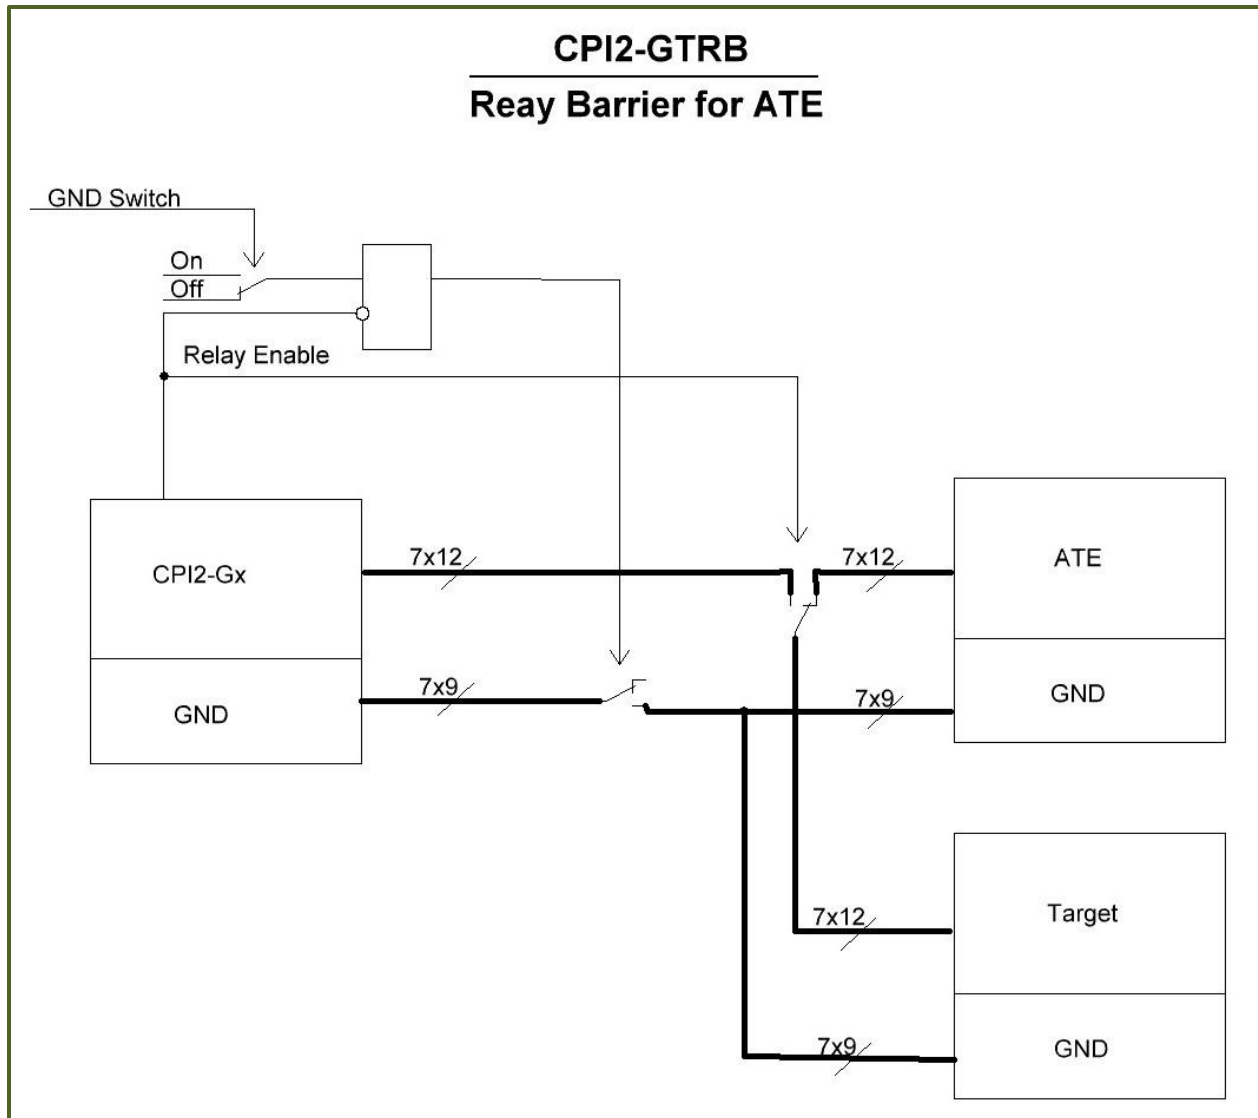 CPI2-GTRB
Reay Barrier for ATE
GND Switch
On
Off
Relay Enable
CPI2-Gx
7x12
7x12
ATE
GND
7x9
7x9
GND
7x12
Target
7x9
GND